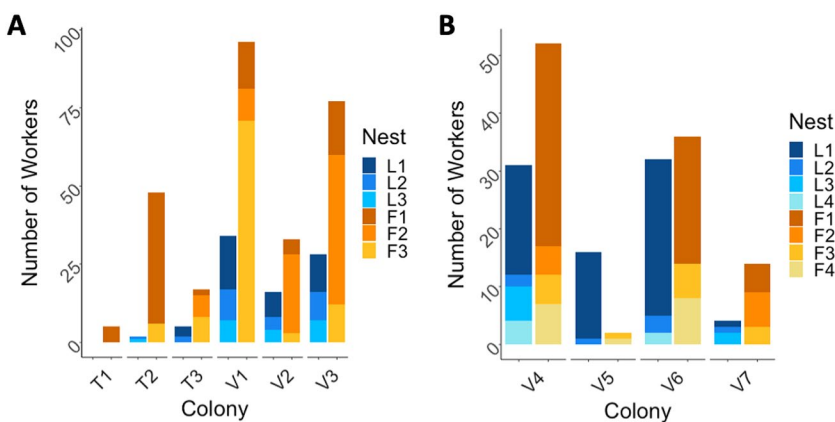 A
Number of Workers
100
75
50
25
0
T1 T2 T3 V1 V2 V3
Colony
Nest
L1
L2
L3
F1
F2
F3
B
Number of Workers
50
40
30
20
10
0
V4 V5 V6 V7
Colony
Nest
L1
L2
L3
L4
F1
F2
F3
F4